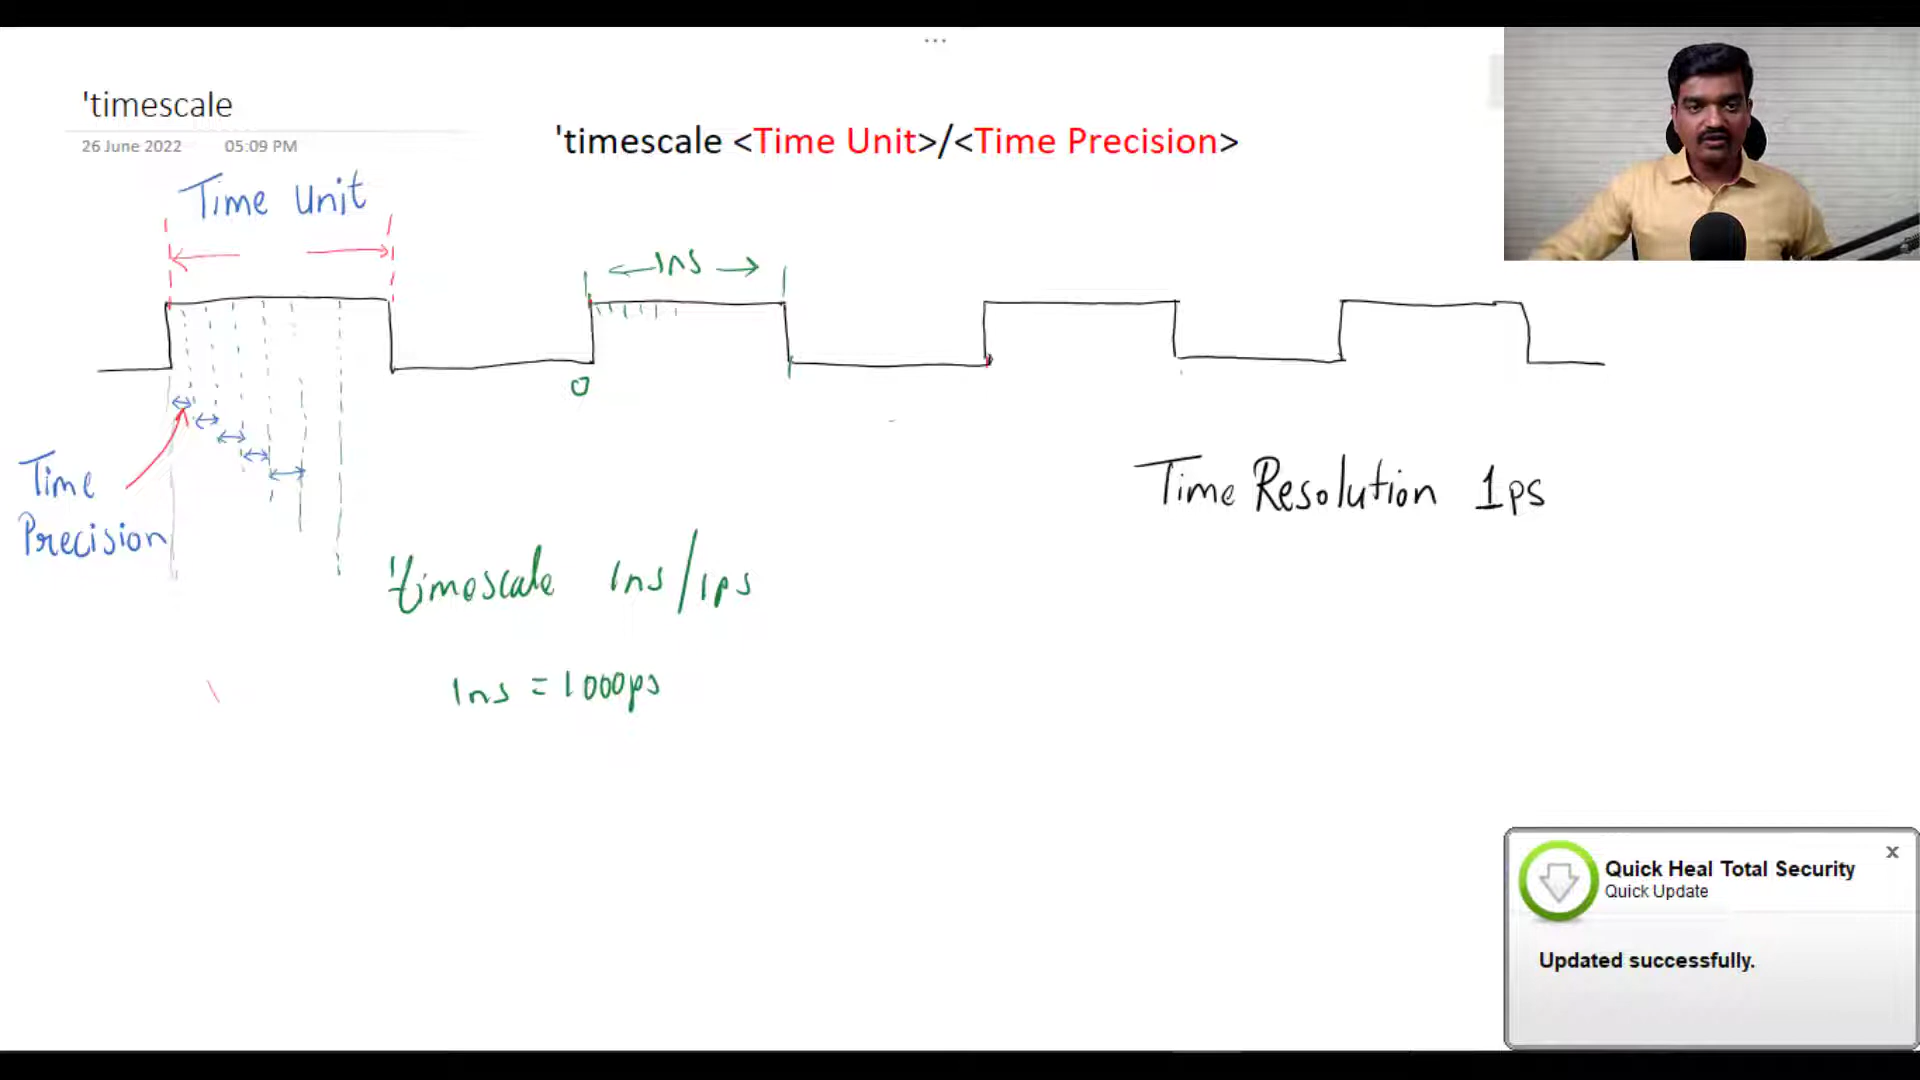 ...
'timescale
26 June 2022 05:09 PM
'timescale <Time Unit>/<Time Precision>
Time Unit
1ns
0
Time
Precision
Time Resolution 1ps
'timescale 1ns/1ps
1ns = 1000ps
Quick Heal Total Security
x
Quick Update
Updated successfully.